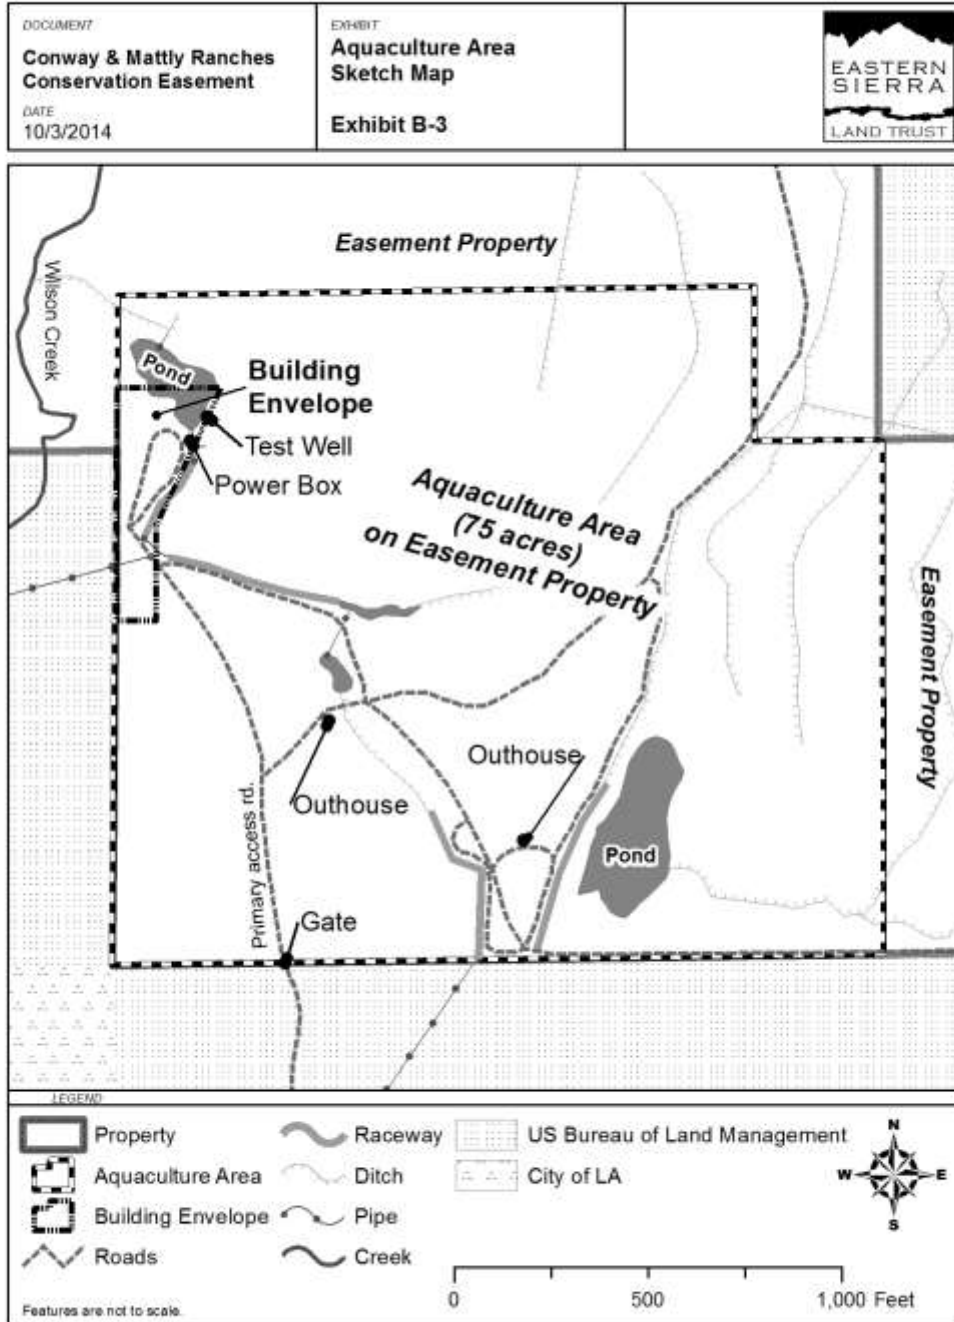 DOCUMENT
Conway & Mattly Ranches
Conservation Easement
DATE
10/3/2014
EXHIBIT
Aquaculture Area
Sketch Map
Exhibit B-3
EASTERN
SIERRA
LAND TRUST
Easement Property
Wilson Creek
Pond
Building
Envelope
Test Well
Power Box
Aquaculture Area
(75 acres)
on Easement Property
Easement Property
Outhouse
Outhouse
Primary access rd.
Pond
Gate
LEGEND
Property
Aquaculture Area
Building Envelope
Roads
Raceway
Ditch
Pipe
Creek
US Bureau of Land Management
City of LA
N
W E
S
0 500 1,000 Feet
Features are not to scale.